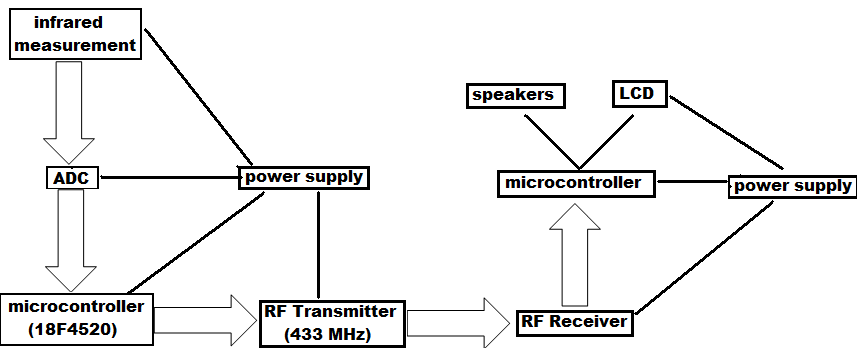 infrared
measurement
speakers
LCD
ADC
power supply
microcontroller
power supply
microcontroller
(18F4520)
RF Transmitter
(433 MHz)
RF Receiver